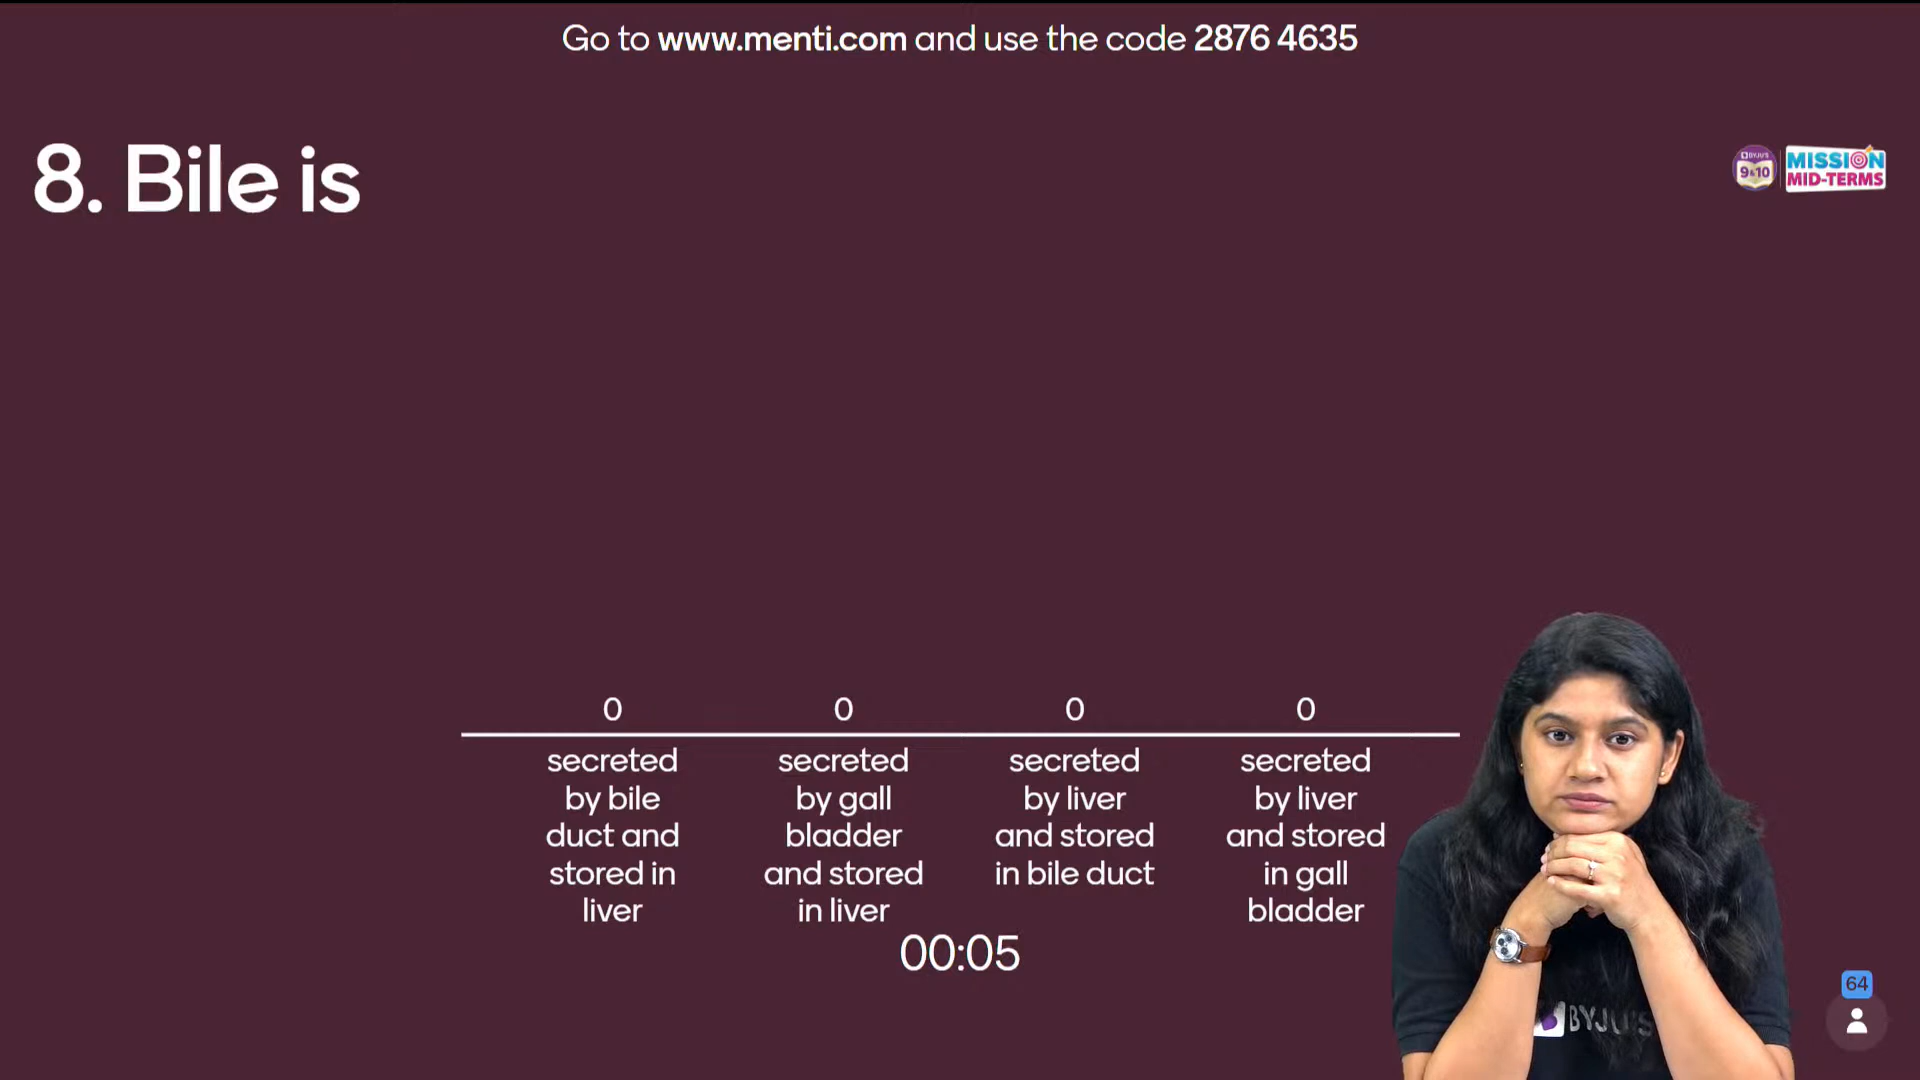 Go to www.menti.com and use the code 2876 4635
8. Bile is
BYJU'S
9&10
MISSION
MID-TERMS
0 0 0 0
secreted
by bile
duct and
stored in
liver
secreted
by gall
bladder
and stored
in liver
secreted
by liver
and stored
in bile duct
secreted
by liver
and stored
in gall
bladder
00:05
64
BYJU'S